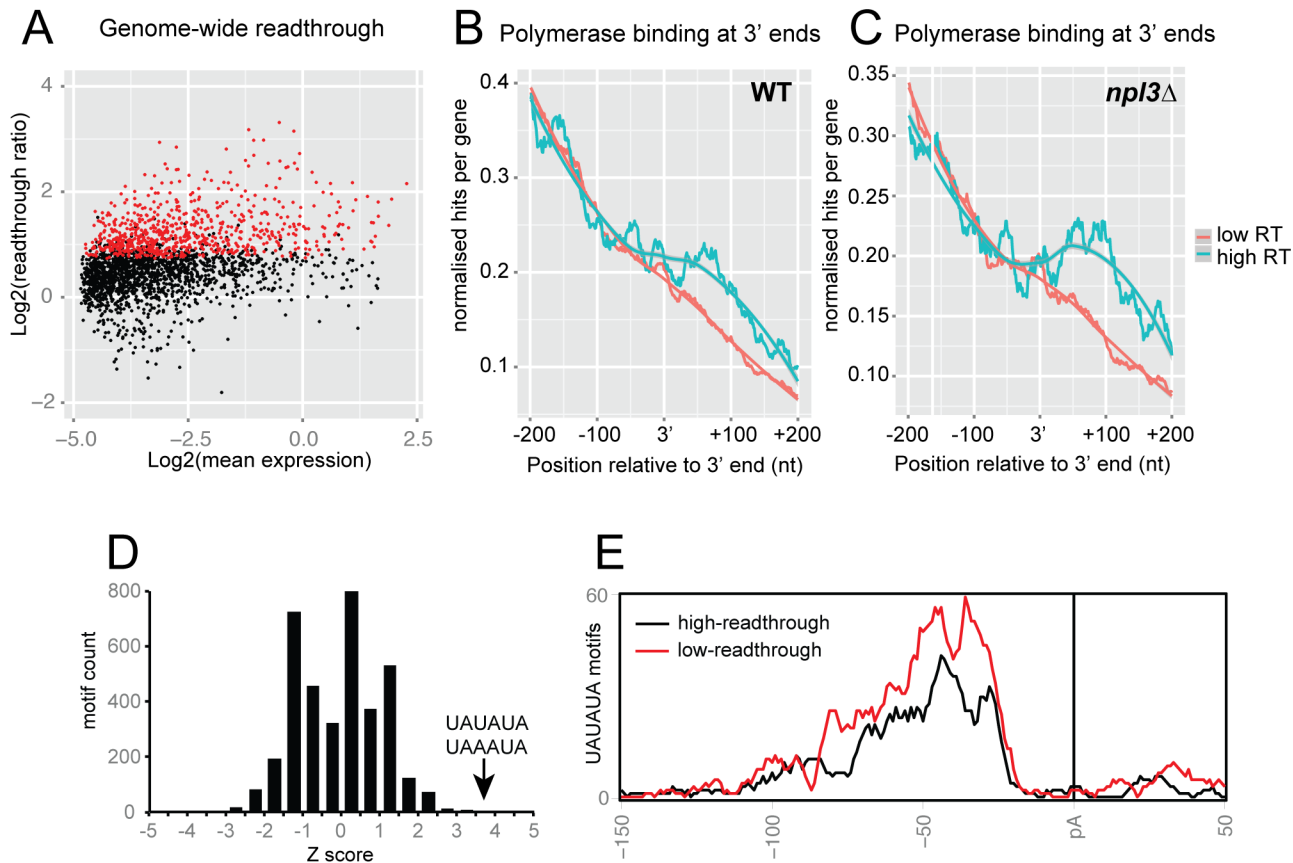 A Genome-wide readthrough
Log2(readthrough ratio)
4
2
0
−2
−5.0 −2.5 0.0 2.5
Log2(mean expression)
B Polymerase binding at 3' ends
WT
normalised hits per gene
0.4
0.3
0.2
0.1
-200 -100 3' +100 +200
Position relative to 3' end (nt)
C Polymerase binding at 3' ends
npl3Δ
normalised hits per gene
0.35
0.30
0.25
0.20
0.15
0.10
-200 -100 3' +100 +200
Position relative to 3' end (nt)
low RT
high RT
D
motif count
800
600
400
200
0
UAUAUA
UAAAUA
-5 -4 -3 -2 -1 0 1 2 3 4 5
Z score
E
UAUAUA motifs
60
0
high-readthrough
low-readthrough
−150 −100 −50 pA 50